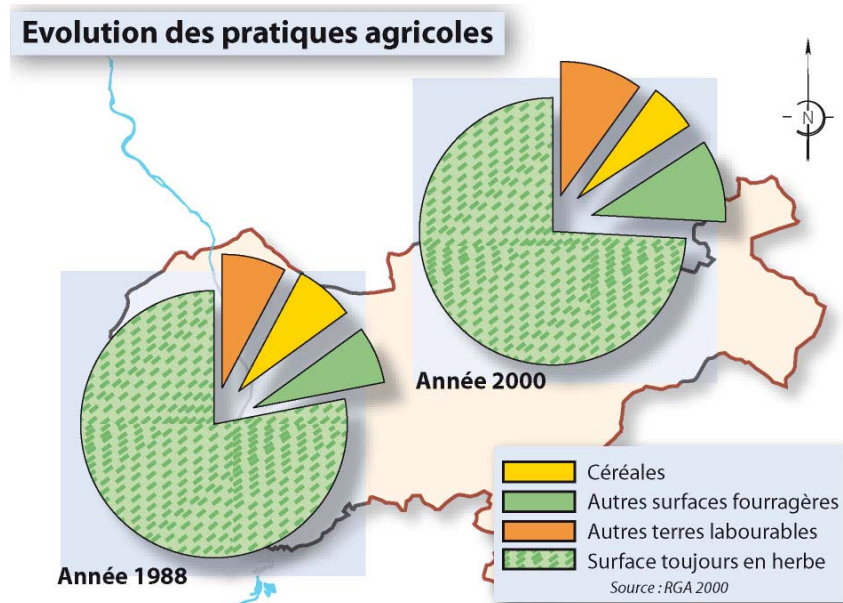 Evolution des pratiques agricoles
N
Année 2000
Année 1988
Céréales
Autres surfaces fourragères
Autres terres labourables
Surface toujours en herbe
Source : RGA 2000